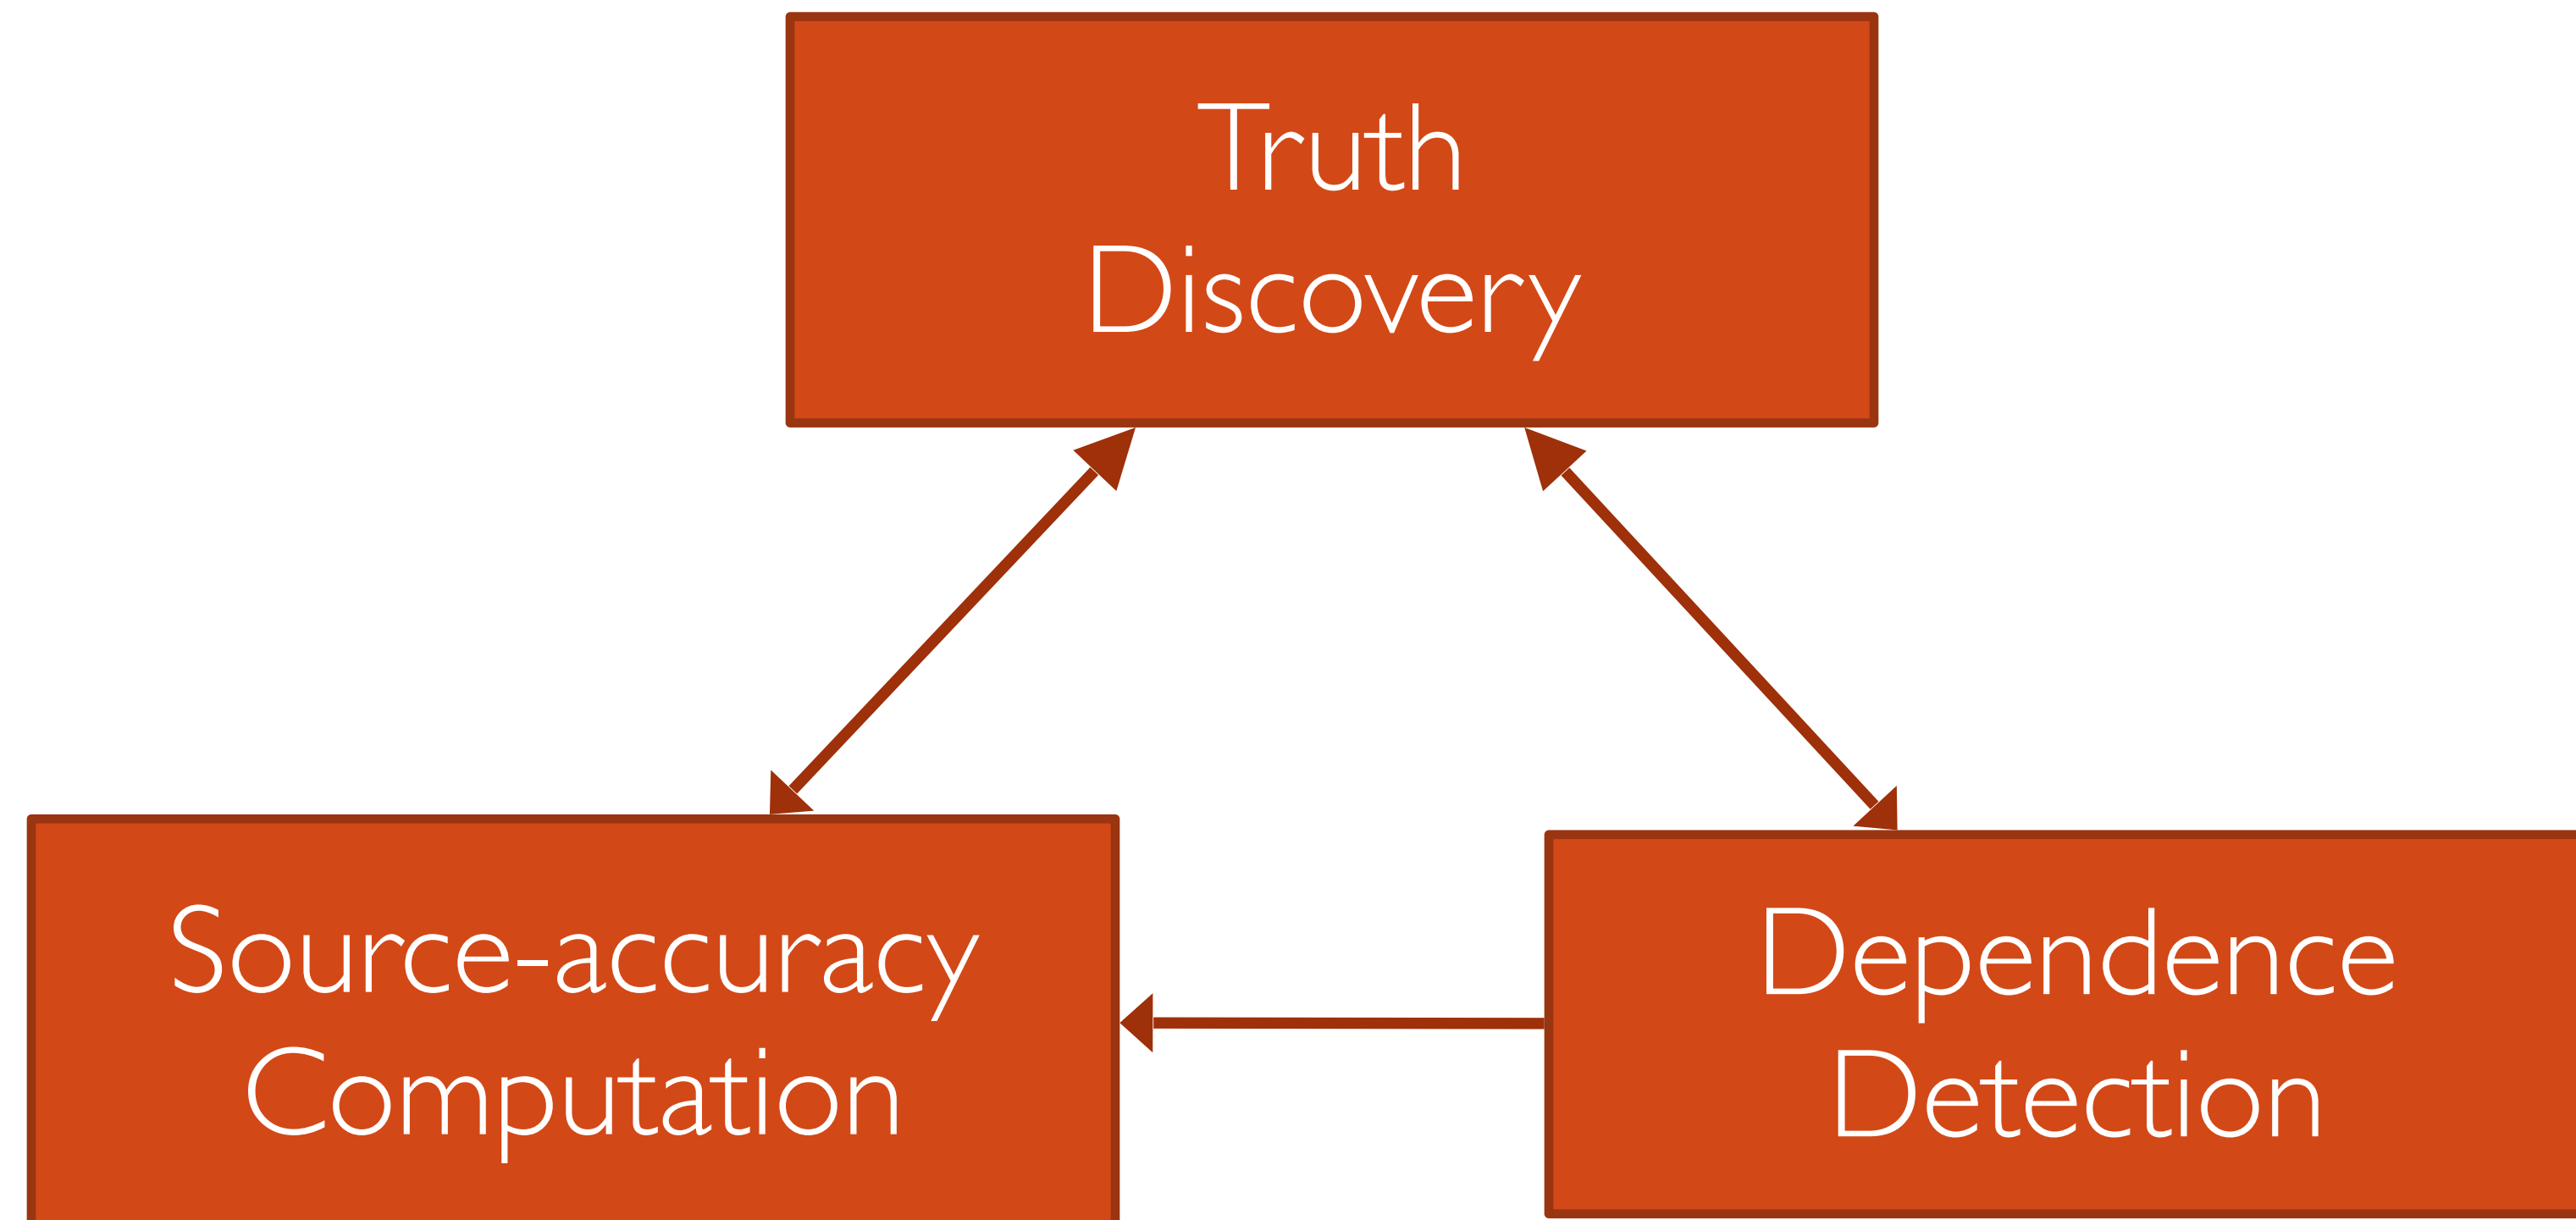 Truth
Discovery
Source-accuracy
Computation
Dependence
Detection